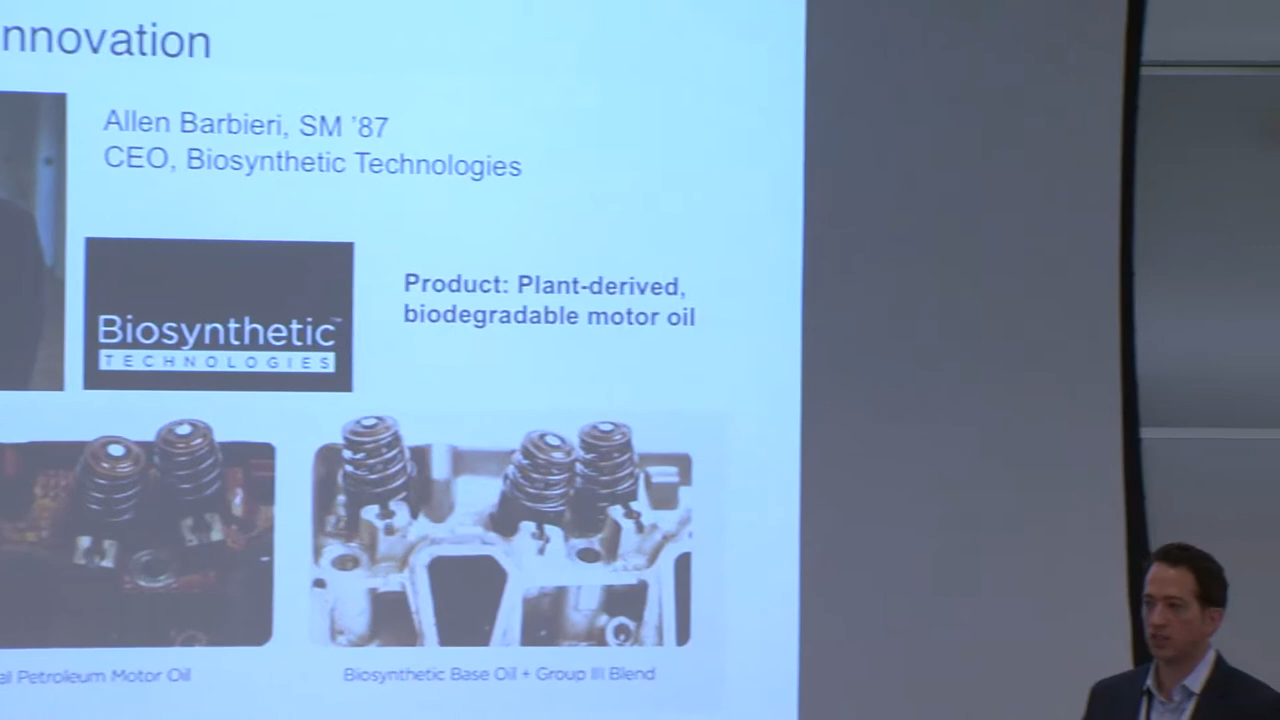 nnovation
Allen Barbieri, SM '87
CEO, Biosynthetic Technologies
Biosynthetic™
TECHNOLOGIES
Product: Plant-derived,
biodegradable motor oil
al Petroleum Motor Oil
Biosynthetic Base Oil + Group III Blend